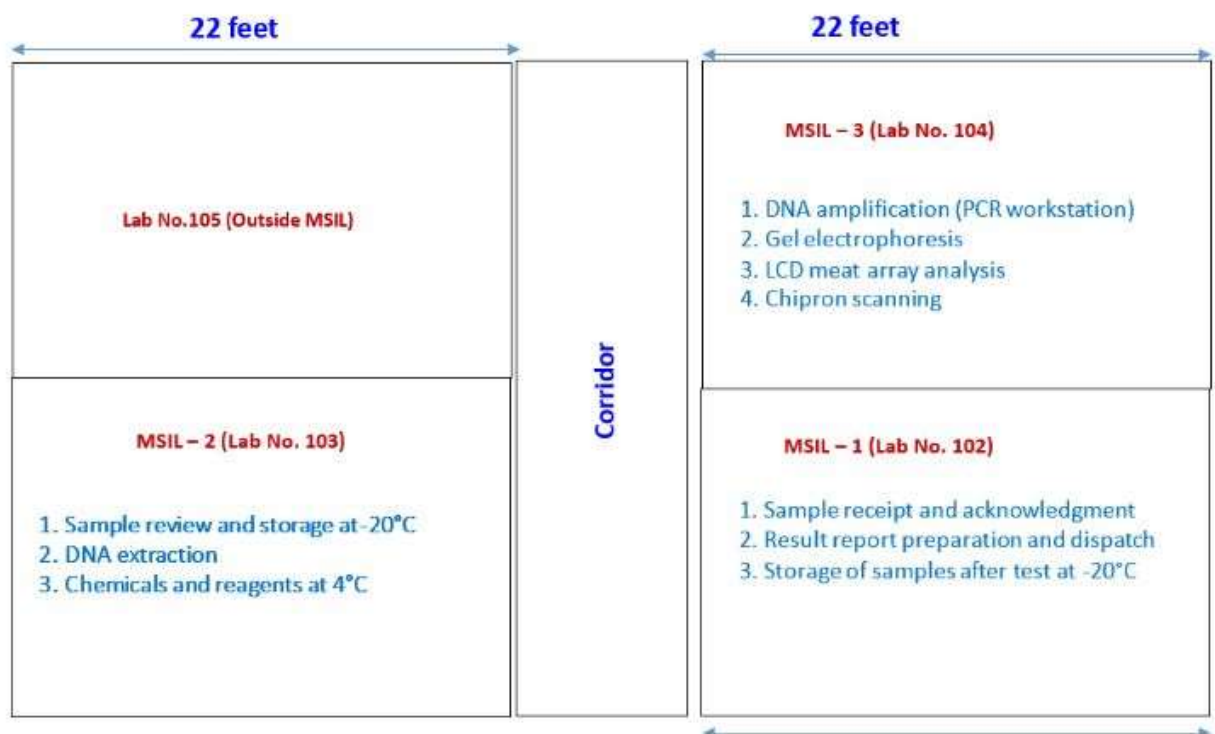 22 feet
22 feet
Lab No.105 (Outside MSIL)
MSIL – 3 (Lab No. 104)
1. DNA amplification (PCR workstation)
2. Gel electrophoresis
3. LCD meat array analysis
4. Chipron scanning
Corridor
MSIL – 2 (Lab No. 103)
1. Sample review and storage at -20°C
2. DNA extraction
3. Chemicals and reagents at 4°C
MSIL – 1 (Lab No. 102)
1. Sample receipt and acknowledgment
2. Result report preparation and dispatch
3. Storage of samples after test at -20°C